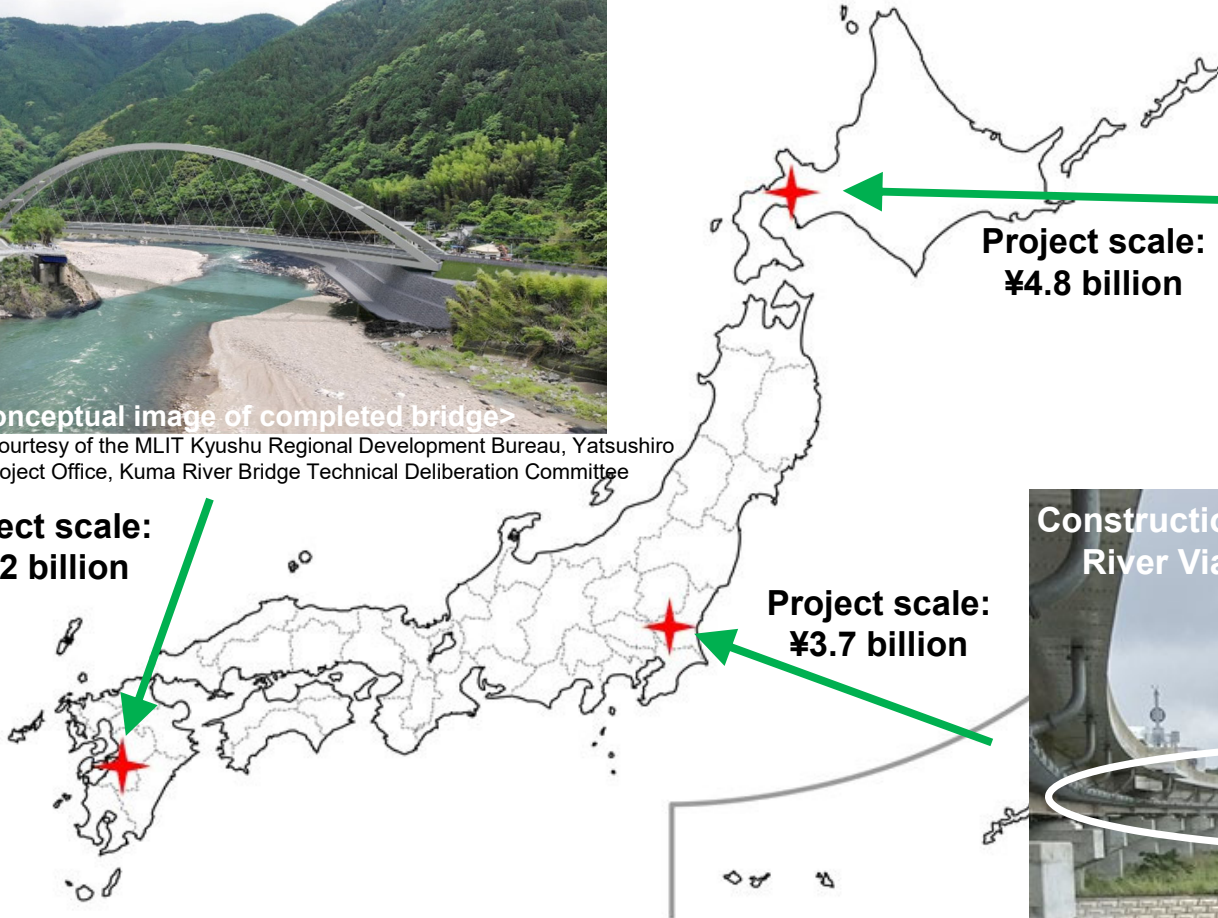 Project scale:
¥4.8 billion
onceptual image of completed bridge>
ourtesy of the MLIT Kyushu Regional Development Bureau, Yatsushiro
oject Office, Kuma River Bridge Technical Deliberation Committee
ect scale:
2 billion
Constructio
River Via
Project scale:
¥3.7 billion